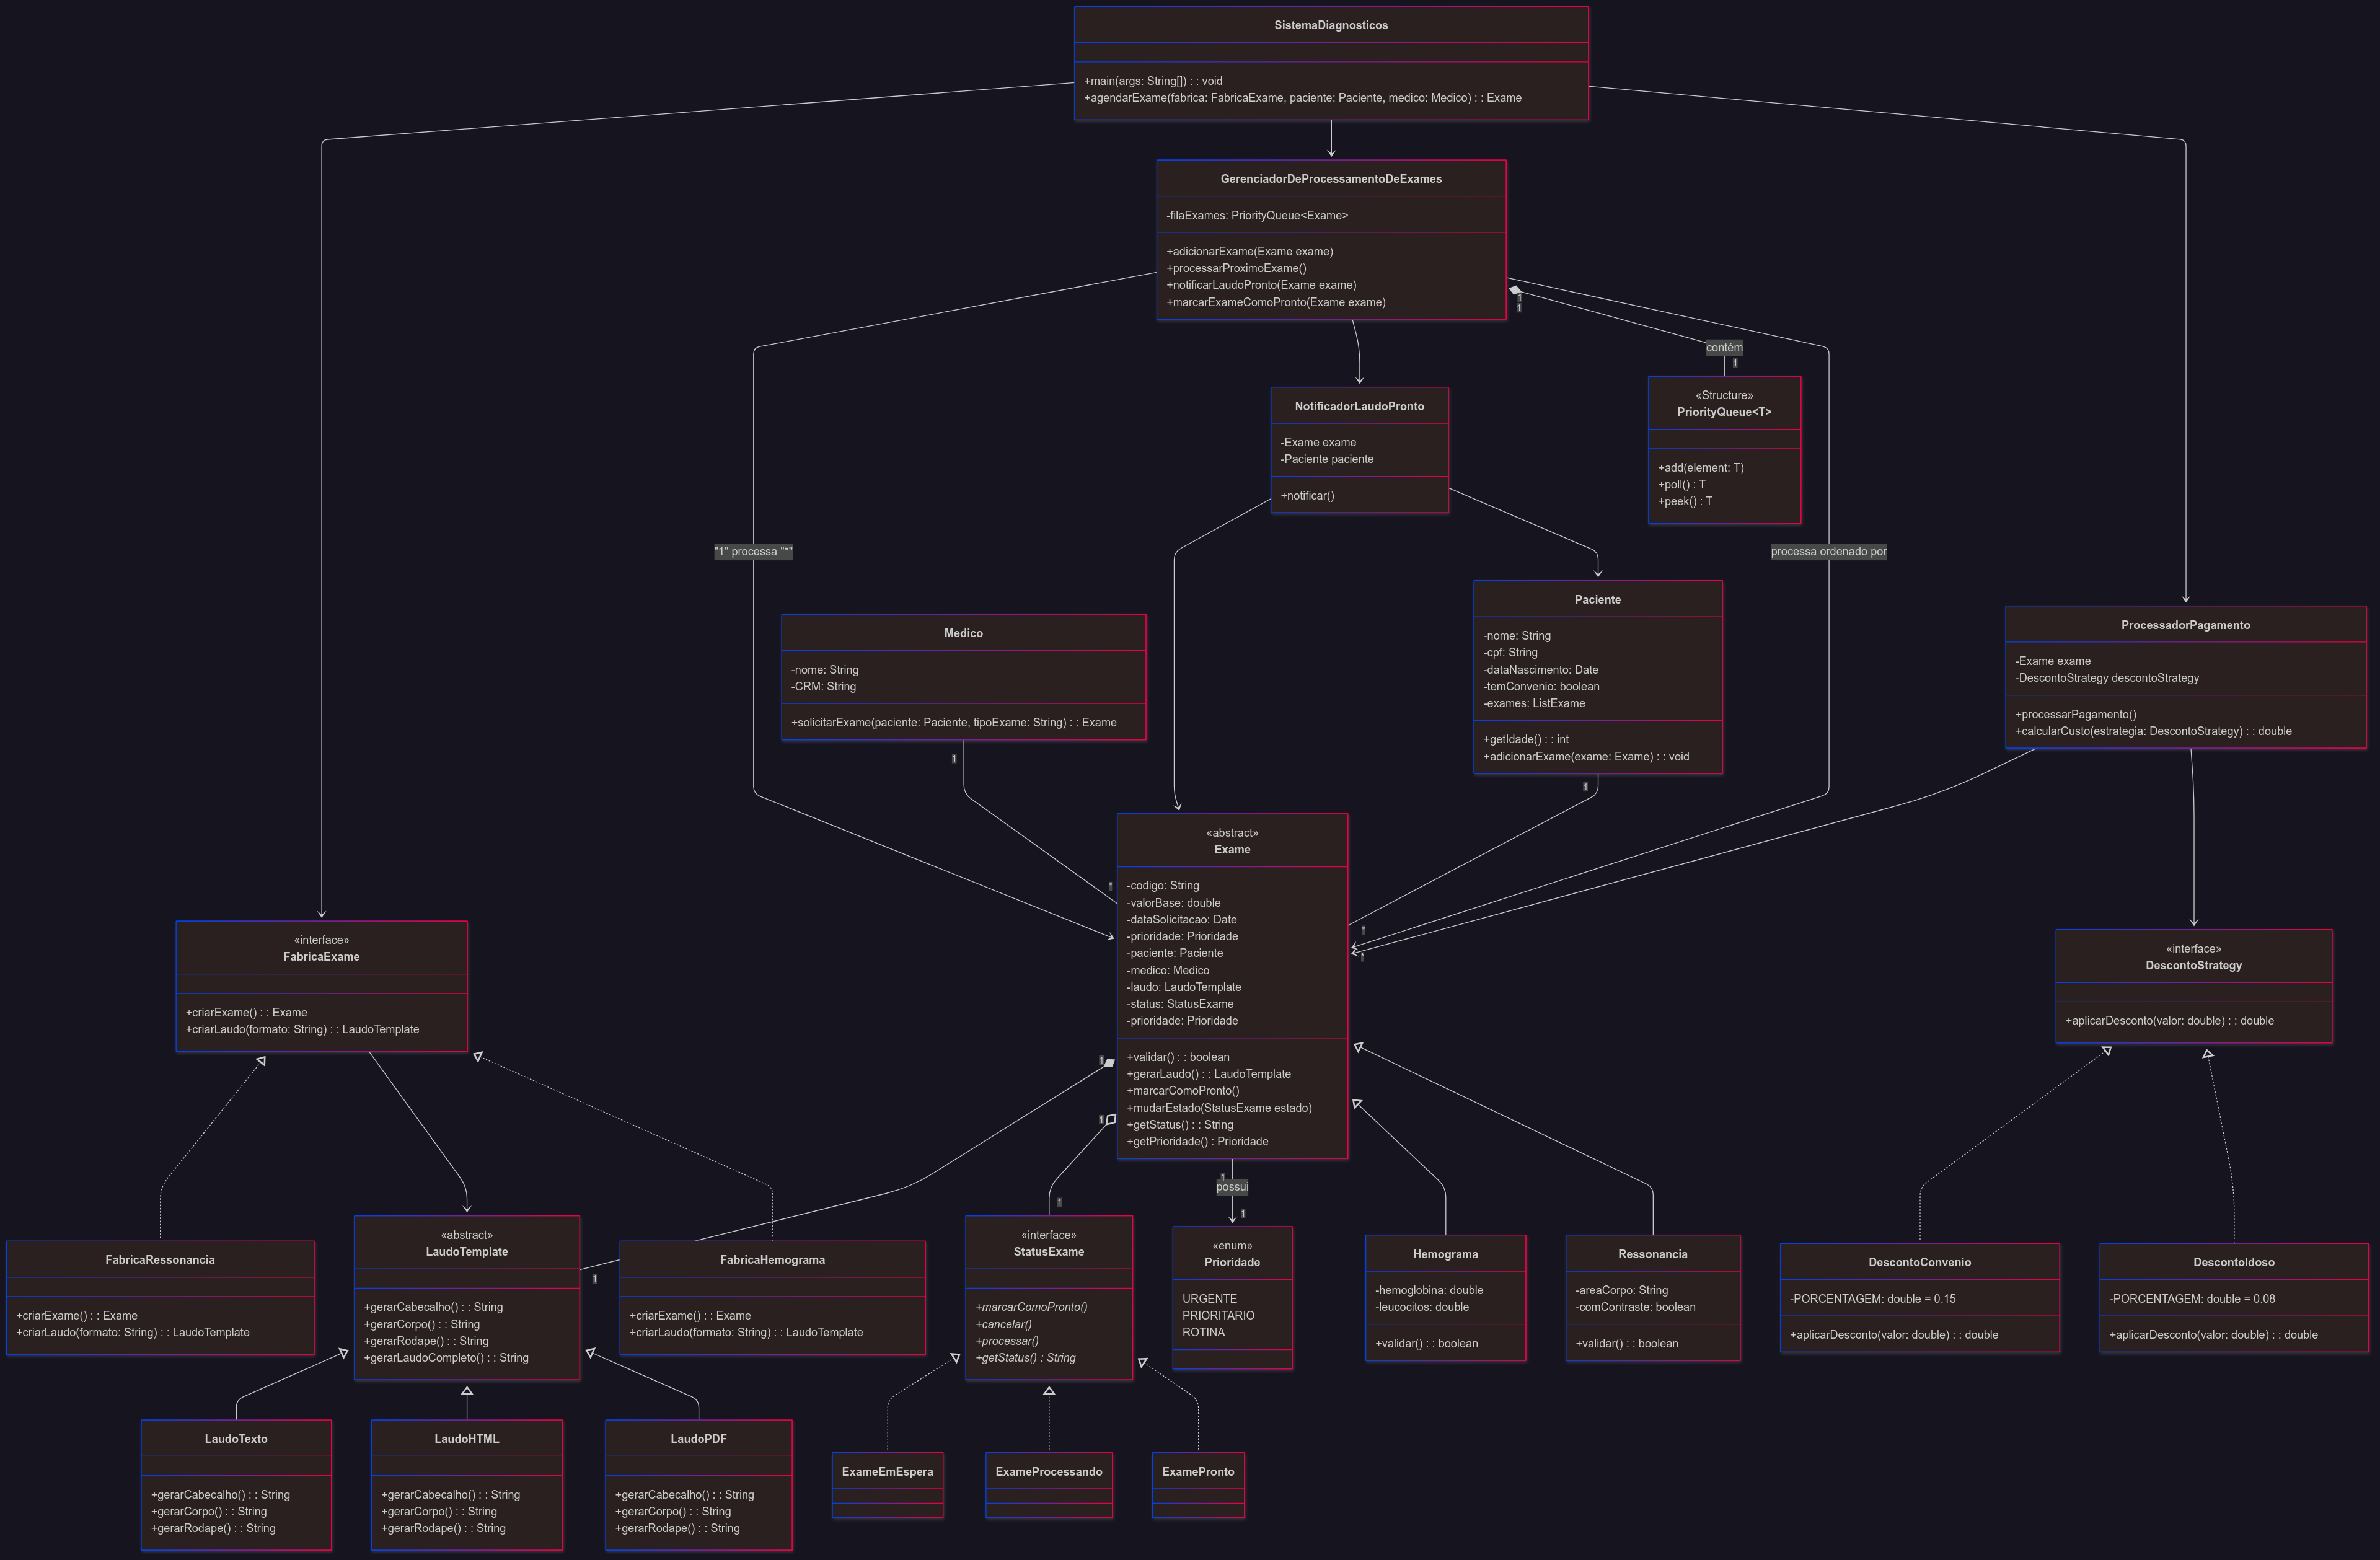 SistemaDiagnosticos
+main(args: String[]) : : void
+agendarExame(fabrica: FabricaExame, paciente: Paciente, medico: Medico) : : Exame
GerenciadorDeProcessamentoDeExames
-filaExames: PriorityQueue<Exame>
+adicionarExame(Exame exame)
+processarProximoExame()
+notificarLaudoPronto(Exame exame)
+marcarExameComoPronto(Exame exame)
1
1
contém
1
NotificadorLaudoPronto
-Exame exame
-Paciente paciente
+notificar()
«Structure»
PriorityQueue<T>
+add(element: T)
+poll() : T
+peek() : T
"1" processa "*"
processa ordenado por
Medico
-nome: String
-CRM: String
+solicitarExame(paciente: Paciente, tipoExame: String) : : Exame
1
*
Paciente
-nome: String
-cpf: String
-dataNascimento: Date
-temConvenio: boolean
-exames: ListExame
+getIdade() : : int
+adicionarExame(exame: Exame) : : void
1
*
*
ProcessadorPagamento
-Exame exame
-DescontoStrategy descontoStrategy
+processarPagamento()
+calcularCusto(estrategia: DescontoStrategy) : : double
«abstract»
Exame
-codigo: String
-valorBase: double
-dataSolicitacao: Date
-prioridade: Prioridade
-paciente: Paciente
-medico: Medico
-laudo: LaudoTemplate
-status: StatusExame
-prioridade: Prioridade
+validar() : : boolean
+gerarLaudo() : : LaudoTemplate
+marcarComoPronto()
+mudarEstado(StatusExame estado)
+getStatus() : : String
+getPrioridade() : Prioridade
1
1
1
possui
1
1
1
«interface»
FabricaExame
+criarExame() : : Exame
+criarLaudo(formato: String) : : LaudoTemplate
«interface»
DescontoStrategy
+aplicarDesconto(valor: double) : : double
FabricaRessonancia
+criarExame() : : Exame
+criarLaudo(formato: String) : : LaudoTemplate
«abstract»
LaudoTemplate
+gerarCabecalho() : : String
+gerarCorpo() : : String
+gerarRodape() : : String
+gerarLaudoCompleto() : : String
FabricaHemograma
+criarExame() : : Exame
+criarLaudo(formato: String) : : LaudoTemplate
«interface»
StatusExame
+marcarComoPronto()
+cancelar()
+processar()
+getStatus() : String
«enum»
Prioridade
URGENTE
PRIORITARIO
ROTINA
Hemograma
-hemoglobina: double
-leucocitos: double
+validar() : : boolean
Ressonancia
-areaCorpo: String
-comContraste: boolean
+validar() : : boolean
DescontoConvenio
-PORCENTAGEM: double = 0.15
+aplicarDesconto(valor: double) : : double
DescontoIdoso
-PORCENTAGEM: double = 0.08
+aplicarDesconto(valor: double) : : double
LaudoTexto
+gerarCabecalho() : : String
+gerarCorpo() : : String
+gerarRodape() : : String
LaudoHTML
+gerarCabecalho() : : String
+gerarCorpo() : : String
+gerarRodape() : : String
LaudoPDF
+gerarCabecalho() : : String
+gerarCorpo() : : String
+gerarRodape() : : String
ExameEmEspera
ExameProcessando
ExamePronto